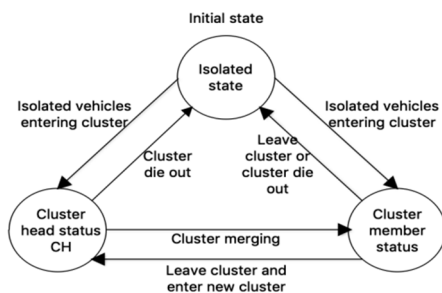 Initial state
Isolated
state
Isolated vehicles
entering cluster
Isolated vehicles
entering cluster
Cluster
die out
Leave
cluster or
cluster die
out
Cluster
head status
CH
Cluster
member
status
Cluster merging
Leave cluster and
enter new cluster